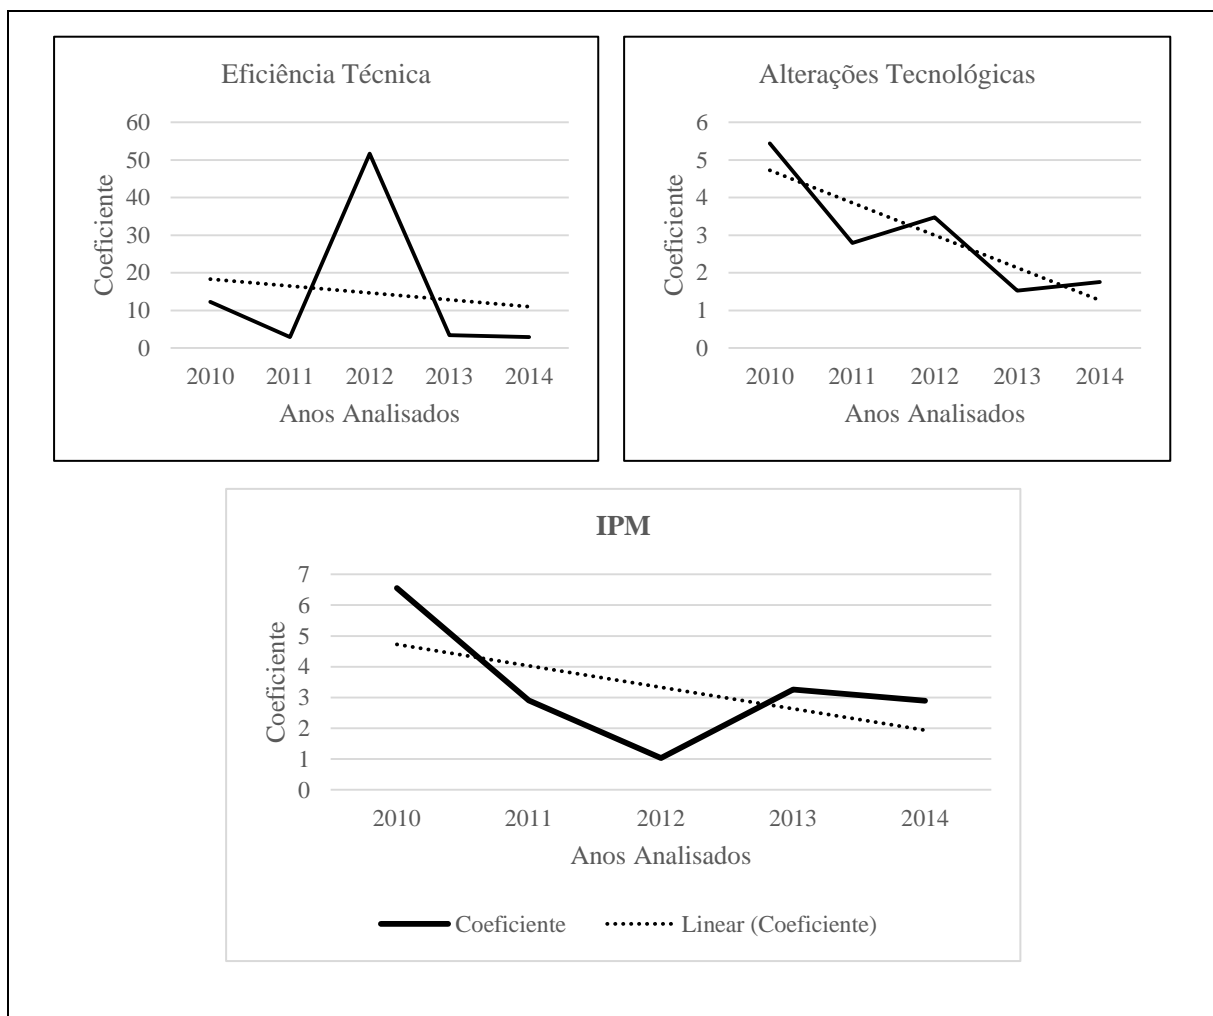 Eficiência Técnica
60
50
40
30
20
10
0
Coeficiente
2010 2011 2012 2013 2014
Anos Analisados
Alterações Tecnológicas
6
5
4
3
2
1
0
Coeficiente
2010 2011 2012 2013 2014
Anos Analisados
IPM
7
6
5
4
3
2
1
0
Coeficiente
2010 2011 2012 2013 2014
Anos Analisados
Coeficiente Linear (Coeficiente)